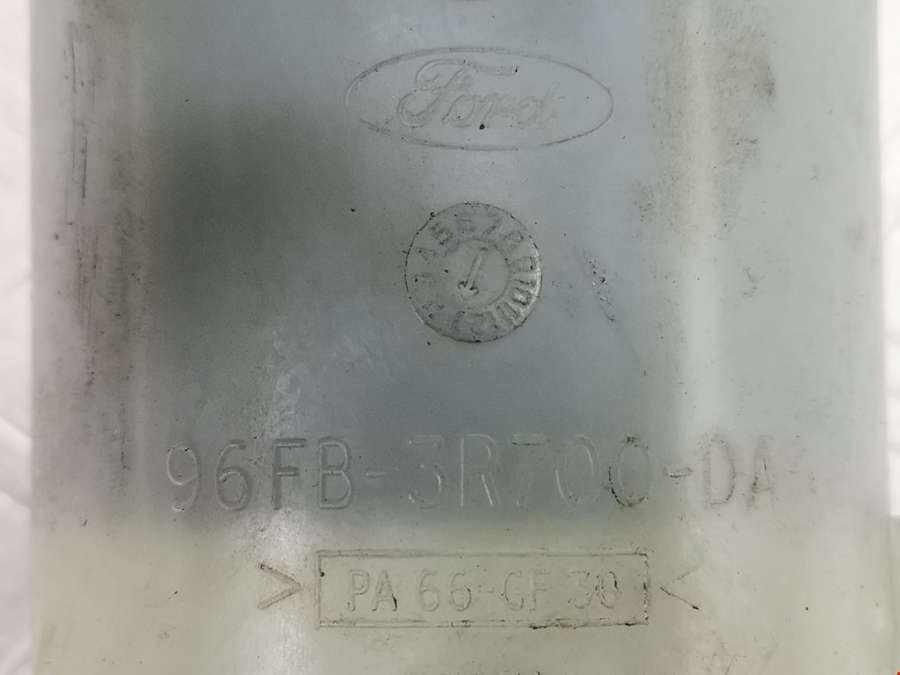 Ford
96FB-3R700-DA
>PA 66-GF 30<